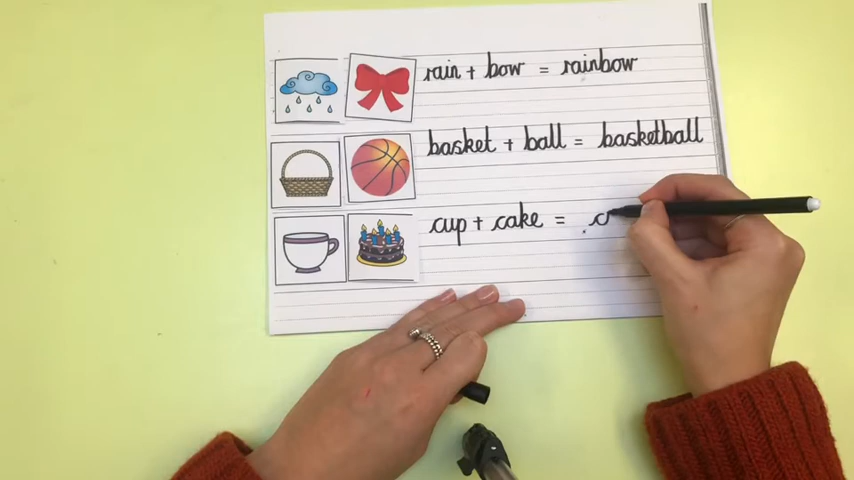 rain + bow = rainbow
basket + ball = basketball
cup + cake = c